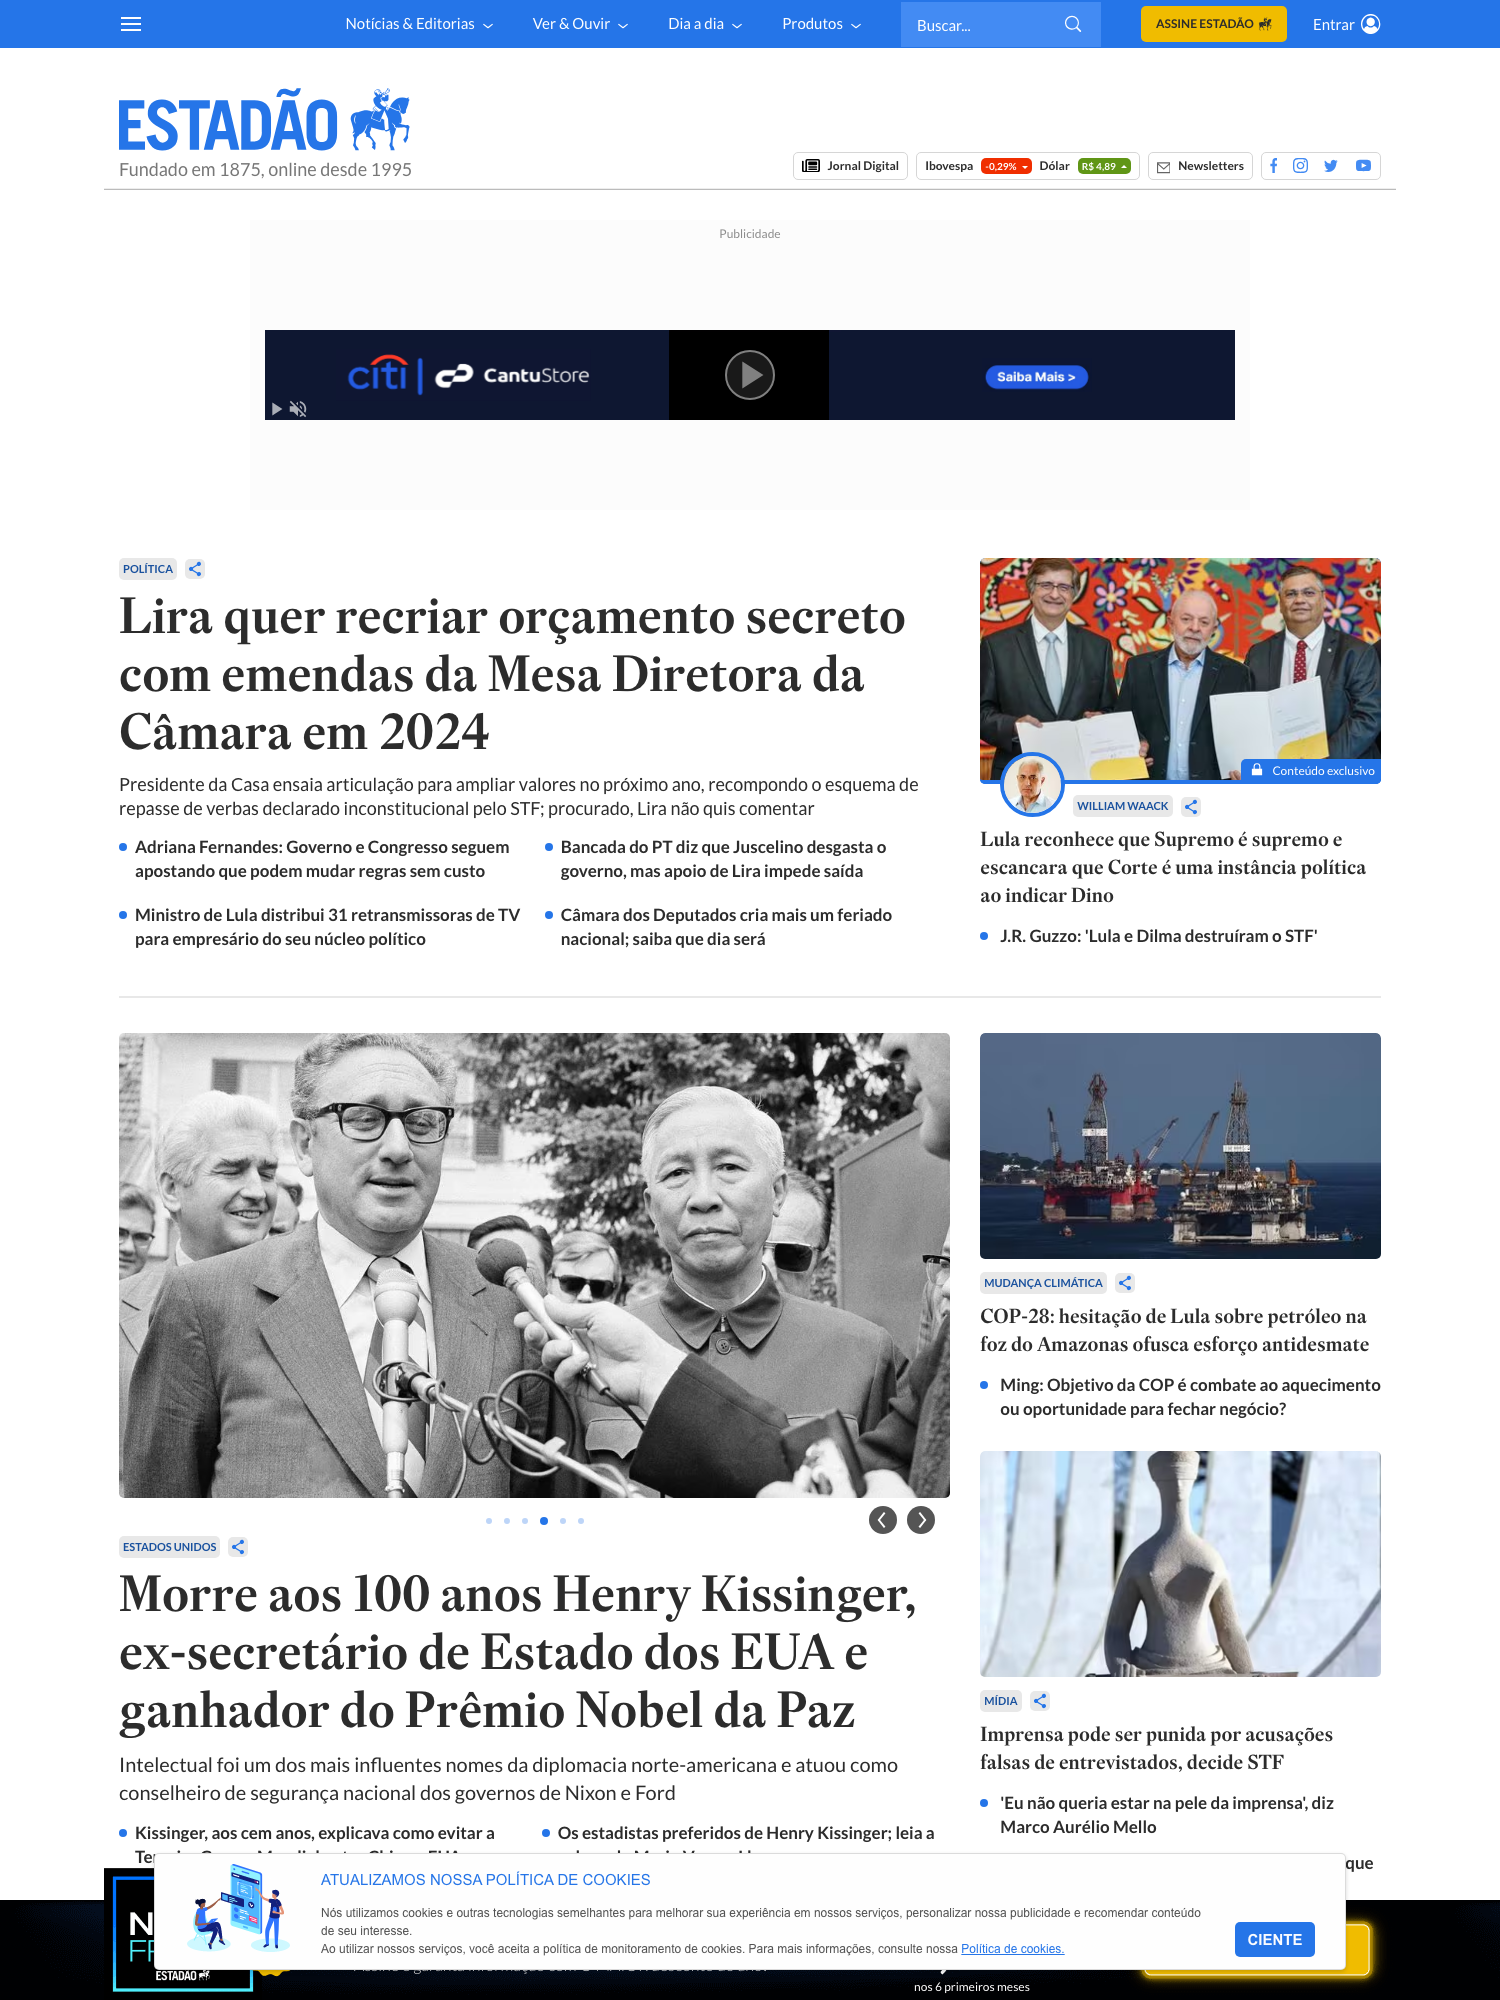 Notícias & Editorias
Ver & Ouvir
Dia a dia
Produtos
Buscar...
ASSINE ESTADÃO
Entrar
ESTADÃO
Fundado em 1875, online desde 1995
Jornal Digital
Ibovespa -0,29% Dólar R$ 4,89
Newsletters
Publicidade
citi | CantuStore
Saiba Mais >
POLÍTICA
Lira quer recriar orçamento secreto
com emendas da Mesa Diretora da
Câmara em 2024
Presidente da Casa ensaia articulação para ampliar valores no próximo ano, recompondo o esquema de
repasse de verbas declarado inconstitucional pelo STF; procurado, Lira não quis comentar
Adriana Fernandes: Governo e Congresso seguem
apostando que podem mudar regras sem custo
Bancada do PT diz que Juscelino desgasta o
governo, mas apoio de Lira impede saída
Ministro de Lula distribui 31 retransmissoras de TV
para empresário do seu núcleo político
Câmara dos Deputados cria mais um feriado
nacional; saiba que dia será
Conteúdo exclusivo
WILLIAM WAACK
Lula reconhece que Supremo é supremo e
escancara que Corte é uma instância política
ao indicar Dino
J.R. Guzzo: 'Lula e Dilma destruíram o STF'
ESTADOS UNIDOS
Morre aos 100 anos Henry Kissinger,
ex-secretário de Estado dos EUA e
ganhador do Prêmio Nobel da Paz
Intelectual foi um dos mais influentes nomes da diplomacia norte-americana e atuou como
conselheiro de segurança nacional dos governos de Nixon e Ford
Kissinger, aos cem anos, explicava como evitar a
Os estadistas preferidos de Henry Kissinger; leia a
MUDANÇA CLIMÁTICA
COP-28: hesitação de Lula sobre petróleo na
foz do Amazonas ofusca esforço antidesmate
Ming: Objetivo da COP é combate ao aquecimento
ou oportunidade para fechar negócio?
MÍDIA
Imprensa pode ser punida por acusações
falsas de entrevistados, decide STF
'Eu não queria estar na pele da imprensa', diz
Marco Aurélio Mello
que
ATUALIZAMOS NOSSA POLÍTICA DE COOKIES
Nós utilizamos cookies e outras tecnologias semelhantes para melhorar sua experiência em nossos serviços, personalizar nossa publicidade e recomendar conteúdo
de seu interesse.
Ao utilizar nossos serviços, você aceita a política de monitoramento de cookies. Para mais informações, consulte nossa Política de cookies.
CIENTE
ESTADÃO
nos 6 primeiros meses